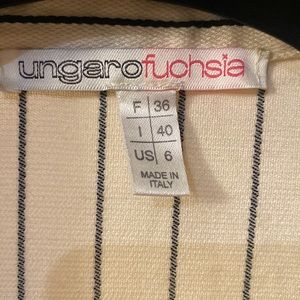 ungarofuchsia
F 36
I 40
US 6
MADE IN
ITALY